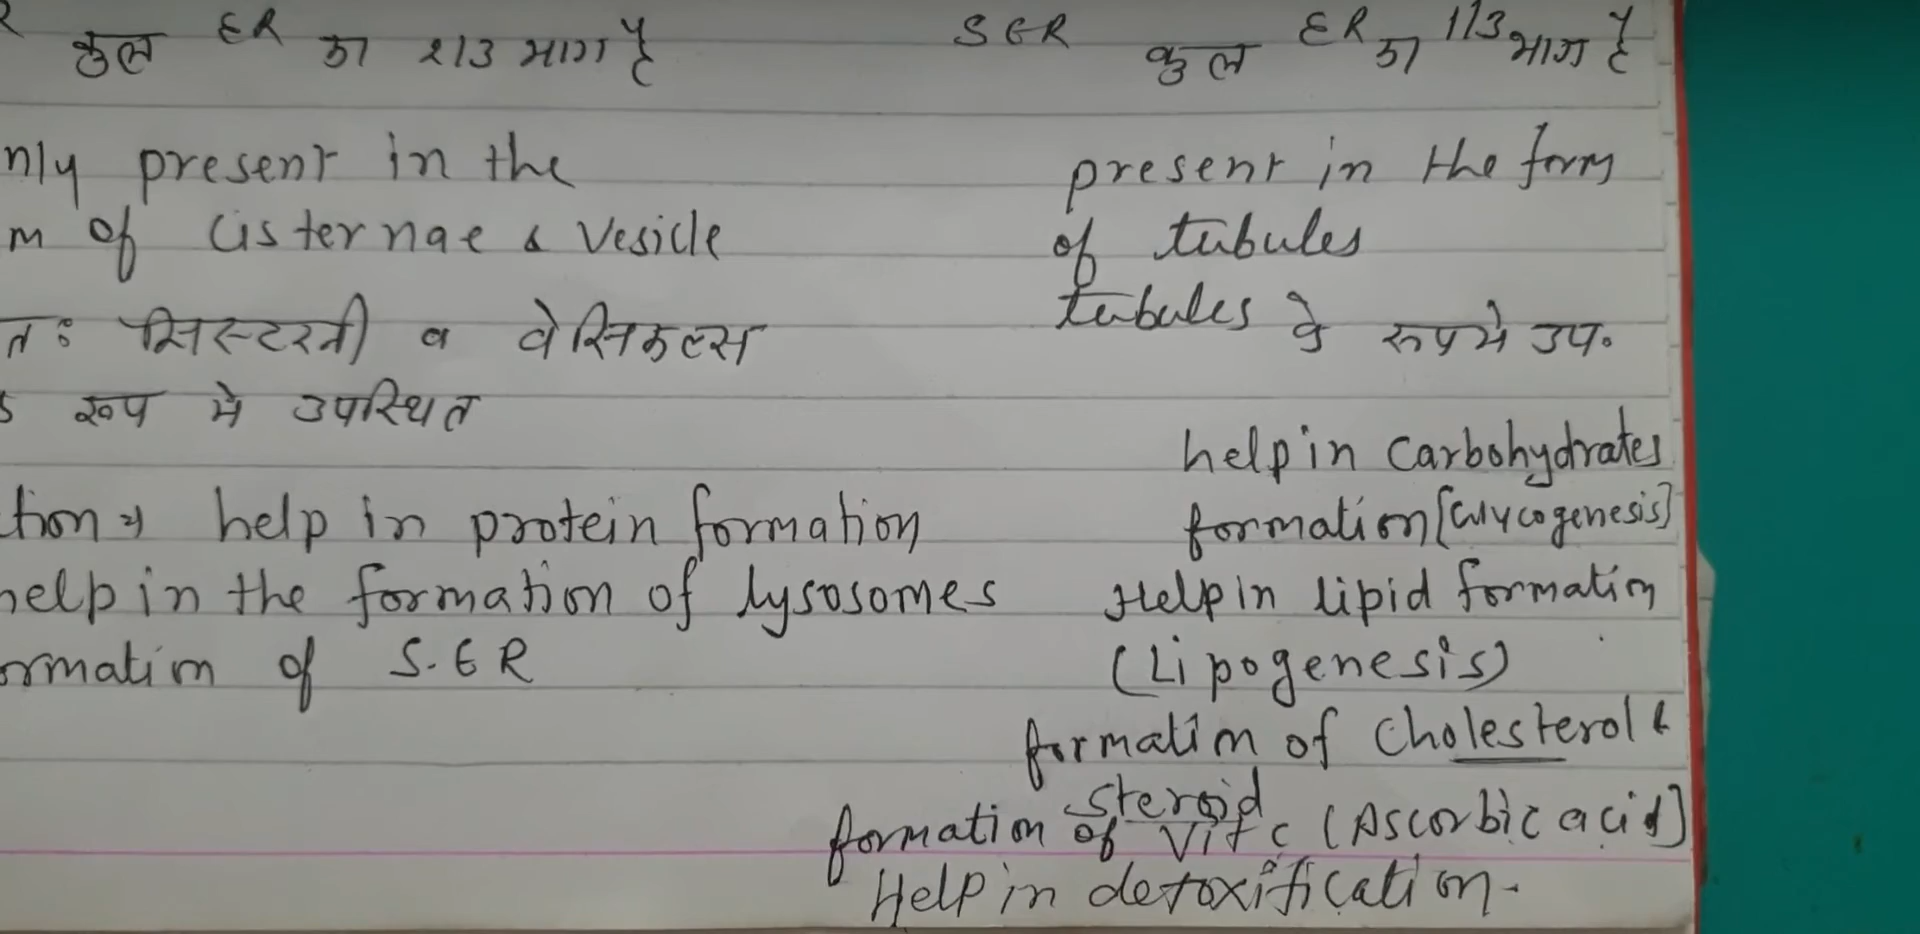 कुल ER का 2/3 भाग है
nly present in the
m of Cisternae & Vesicle
त: सिस्टरनी व वेसिकल्स
रूप मे उपस्थित
tion ⇒ help in protein formation
help in the formation of lysosomes
ormation of S.ER
SER कुल ER का 1/3 भाग है
present in the form
of tubules
tubules के रूप मे उप.
help in Carbohydrates
formation [Glycogenesis]
Help in lipid formation
(Lipogenesis)
formation of Cholesterol &
steroid
formation of Vit C (Ascorbic acid)
Help in detoxification.